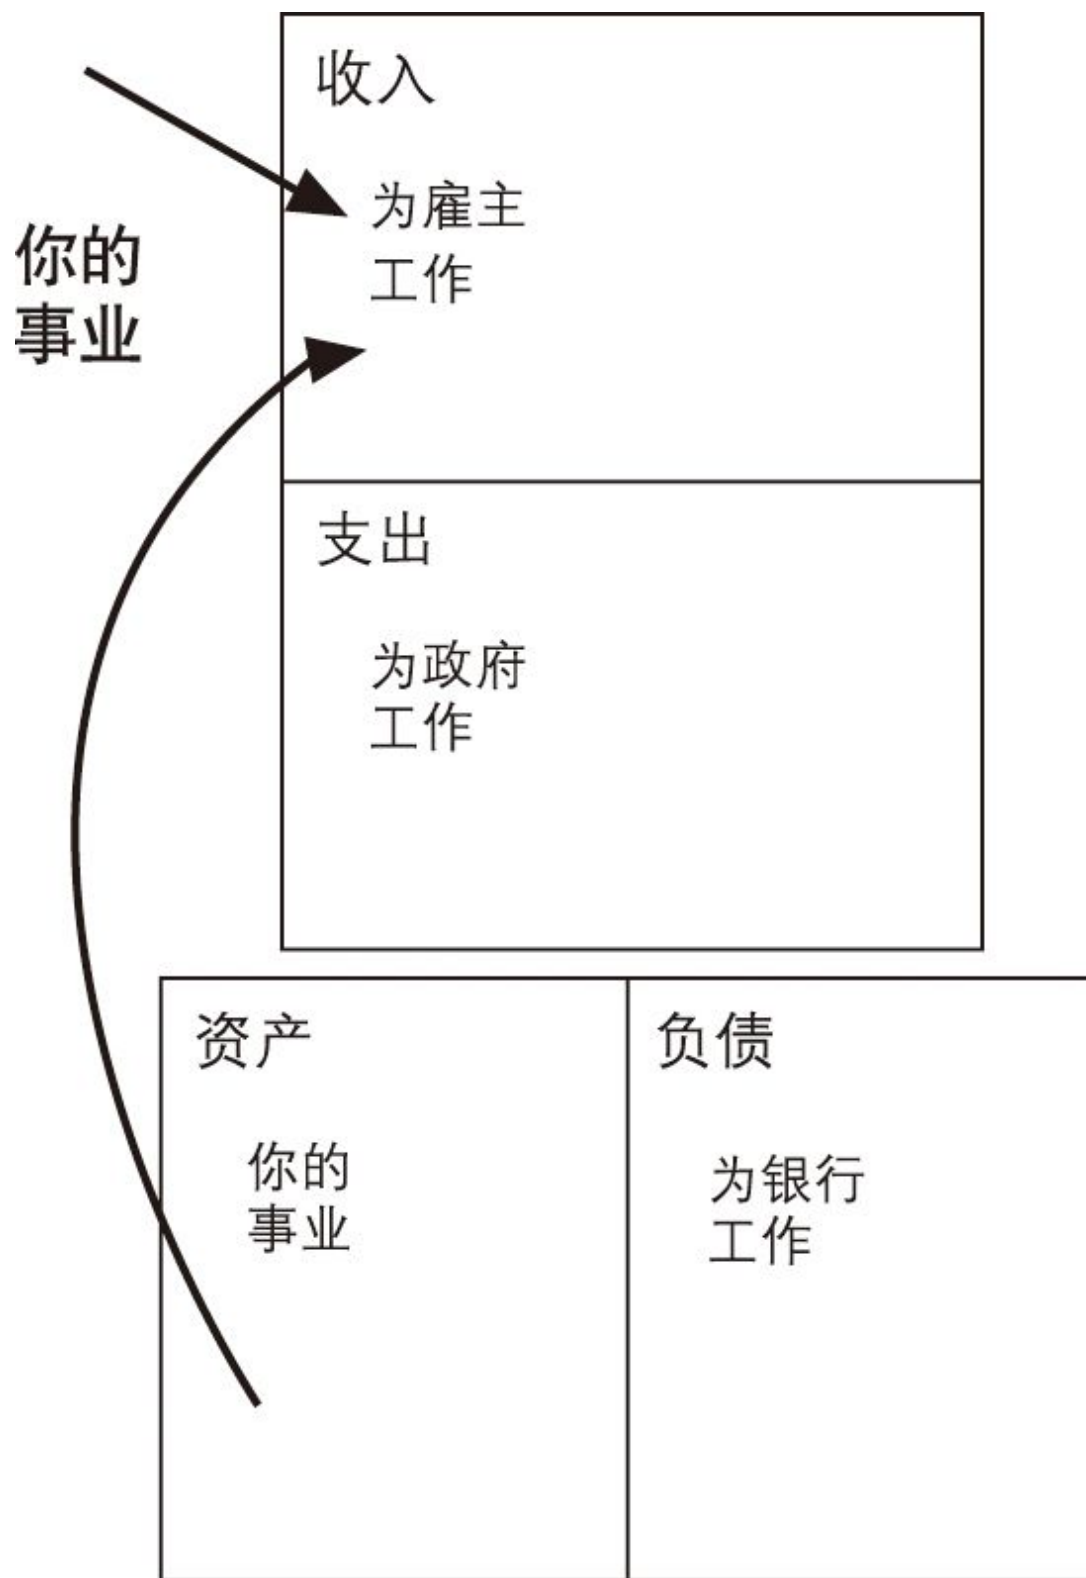 收入
为雇主
工作
你的
事业
支出
为政府
工作
资产
你的
事业
负债
为银行
工作